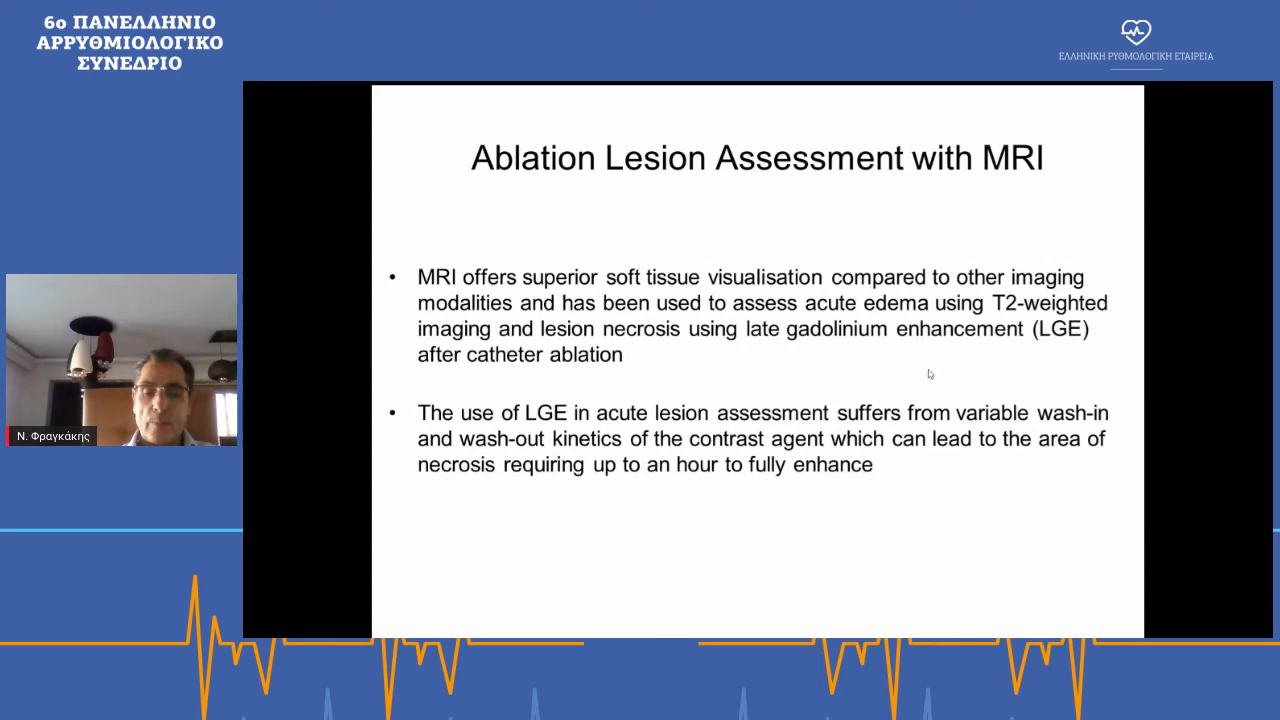 6ο ΠΑΝΕΛΛΗΝΙΟ
ΑΡΡΥΘΜΙΟΛΟΓΙΚΟ
ΣΥΝΕΔΡΙΟ
ΕΛΛΗΝΙΚΗ ΡΥΘΜΟΛΟΓΙΚΗ ΕΤΑΙΡΕΙΑ
Ablation Lesion Assessment with MRI
• MRI offers superior soft tissue visualisation compared to other imaging
modalities and has been used to assess acute edema using T2-weighted
imaging and lesion necrosis using late gadolinium enhancement (LGE)
after catheter ablation
• The use of LGE in acute lesion assessment suffers from variable wash-in
and wash-out kinetics of the contrast agent which can lead to the area of
necrosis requiring up to an hour to fully enhance
Ν. Φραγκάκης